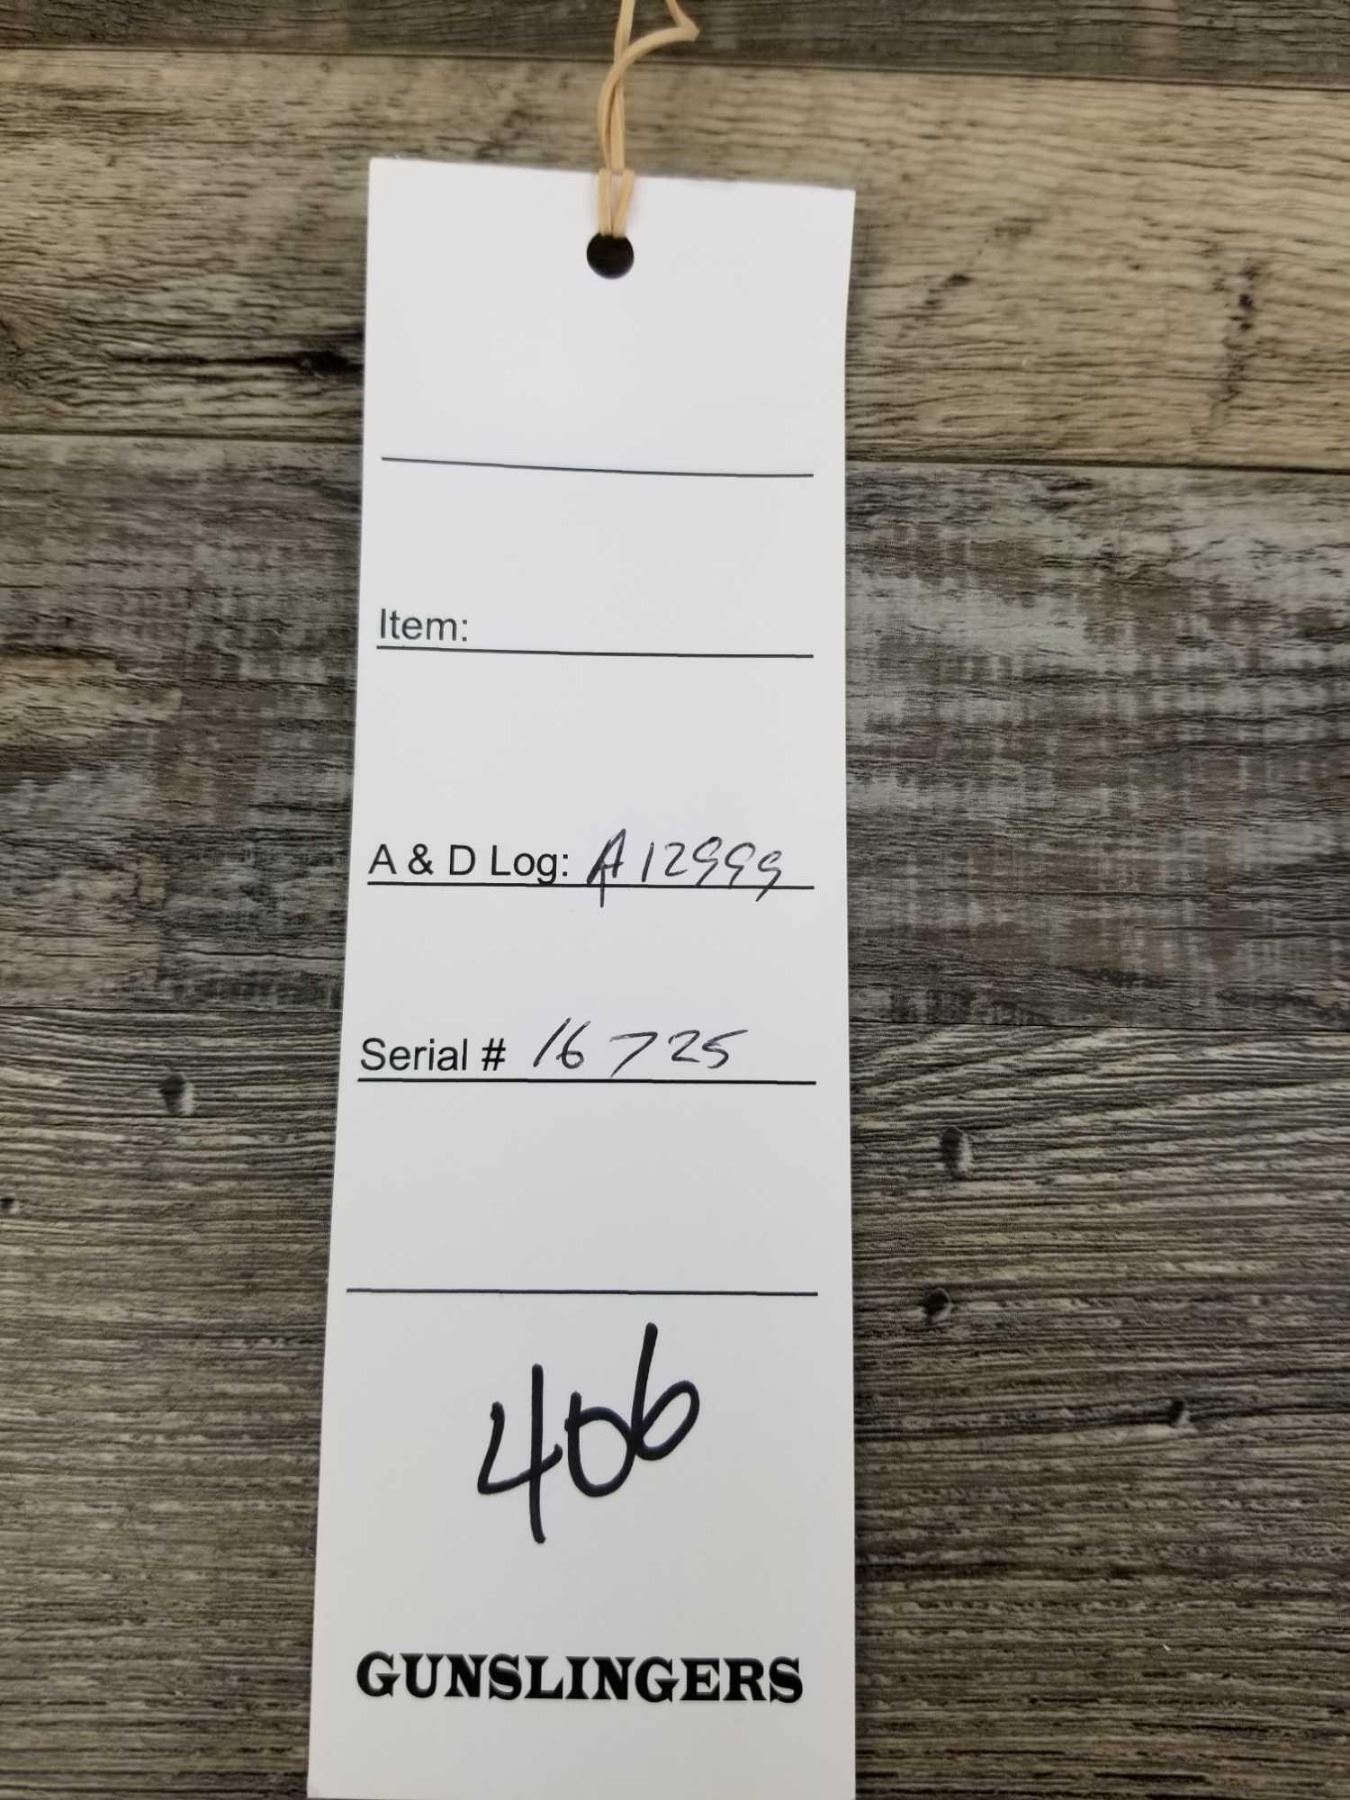 Item:
A & D Log: A12999
Serial # 16725
406
GUNSLINGERS